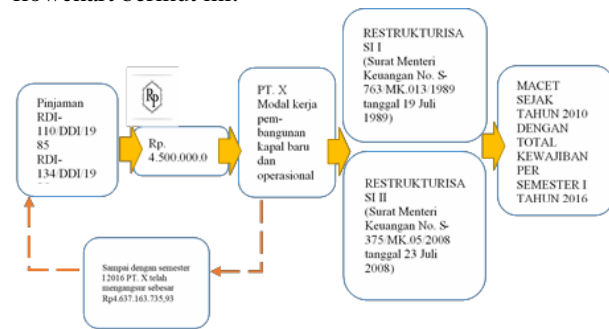 Pinjaman
RDI-
110/DDI/19
85
RDI-
134/DDI/19
Rp
Rp.
4.500.000.0
PT. X
Modal kerja
pem-
bangunan
kapal baru
dan
operasional
RESTRUKTURISA
SI I
(Surat Menteri
Keuangan No. S-
763/MK.013/1989
tanggal 19 Juli
1989)
RESTRUKTURISA
SI II
(Surat Menteri
Keuangan No. S-
375/MK.05/2008
tanggal 23 Juli
2008)
MACET
SEJAK
TAHUN 2010
DENGAN
TOTAL
KEWAJIBAN
PER
SEMESTER I
TAHUN 2016
Sampai dengan semester
I2016 PT. X telah
mengangsur sebesar
Rp4.637.163.735,93